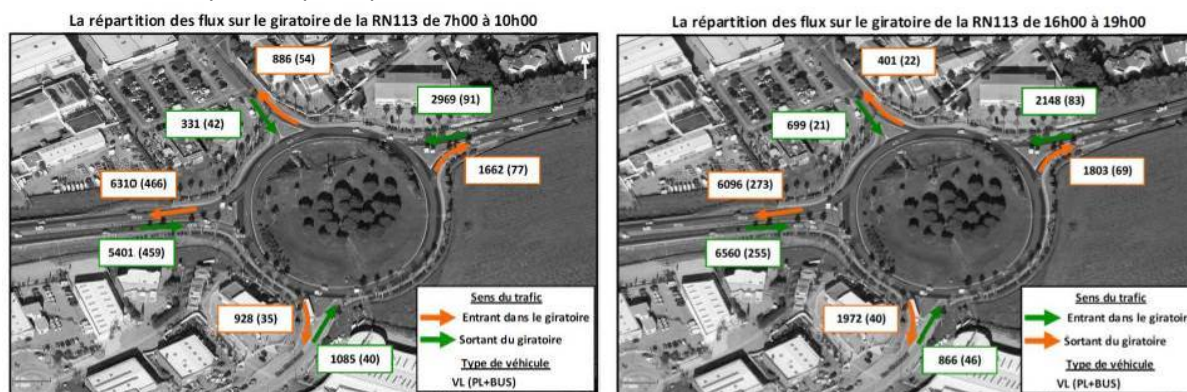 La répartition des flux sur le giratoire de la RN113 de 7h00 à 10h00
886 (54)
N
2969 (91)
331 (42)
1662 (77)
6310 (466)
5401 (459)
928 (35)
1085 (40)
Sens du trafic
Entrant dans le giratoire
Sortant du giratoire
Type de véhicule
VL (PL+BUS)
La répartition des flux sur le giratoire de la RN113 de 16h00 à 19h00
401 (22)
N
2148 (83)
699 (21)
1803 (69)
6096 (273)
6560 (255)
1972 (40)
866 (46)
Sens du trafic
Entrant dans le giratoire
Sortant du giratoire
Type de véhicule
VL (PL+BUS)